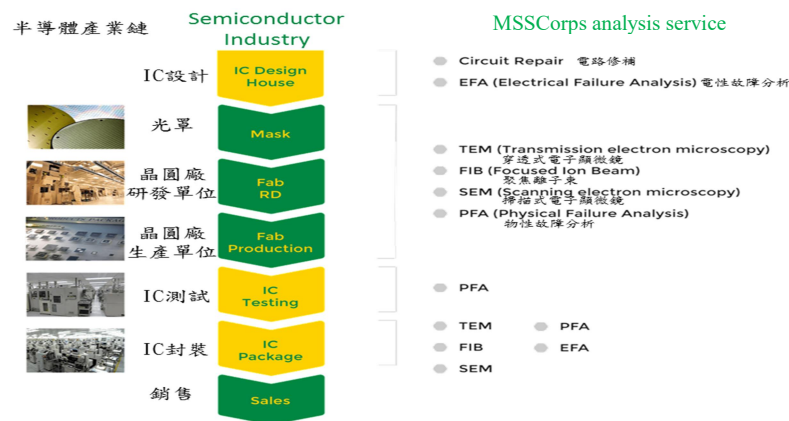 半導體產業鏈
Semiconductor
Industry
MSSCorps analysis service
IC設計
IC Design
House
Circuit Repair 電路修補
EFA (Electrical Failure Analysis) 電性故障分析
光罩
Mask
TEM (Transmission electron microscopy)
穿透式電子顯微鏡
晶圓廠
研發單位
Fab
RD
FIB (Focused Ion Beam)
聚焦離子束
SEM (Scanning electron microscopy)
掃描式電子顯微鏡
PFA (Physical Failure Analysis)
物性故障分析
晶圓廠
生產單位
Fab
Production
IC測試
IC
Testing
PFA
IC封裝
IC
Package
TEM PFA
FIB EFA
SEM
銷售
Sales